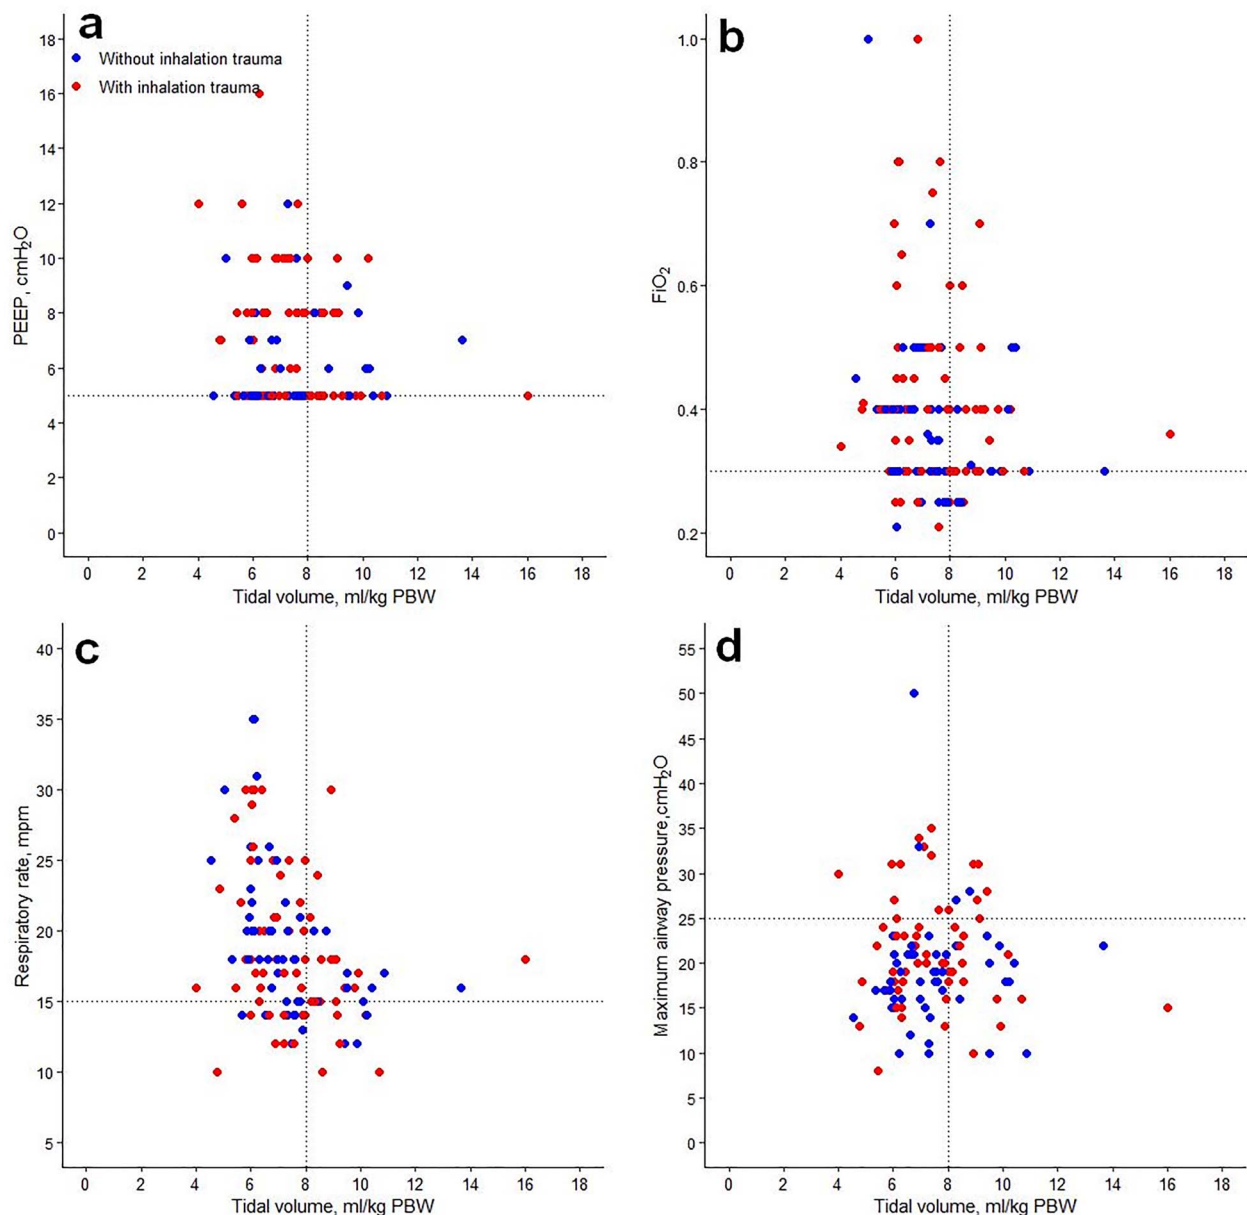 a
18
Without inhalation trauma
With inhalation trauma
16
14
12
10
8
6
4
2
0
PEEP, cmH₂O
0 2 4 6 8 10 12 14 16 18
Tidal volume, ml/kg PBW
b
1.0
0.8
0.6
0.4
0.2
FiO₂
0 2 4 6 8 10 12 14 16 18
Tidal volume, ml/kg PBW
c
40
35
30
25
20
15
10
5
Respiratory rate, mpm
0 2 4 6 8 10 12 14 16 18
Tidal volume, ml/kg PBW
d
55
50
45
40
35
30
25
20
15
10
5
0
Maximum airway pressure,cmH₂O
0 2 4 6 8 10 12 14 16 18
Tidal volume, ml/kg PBW